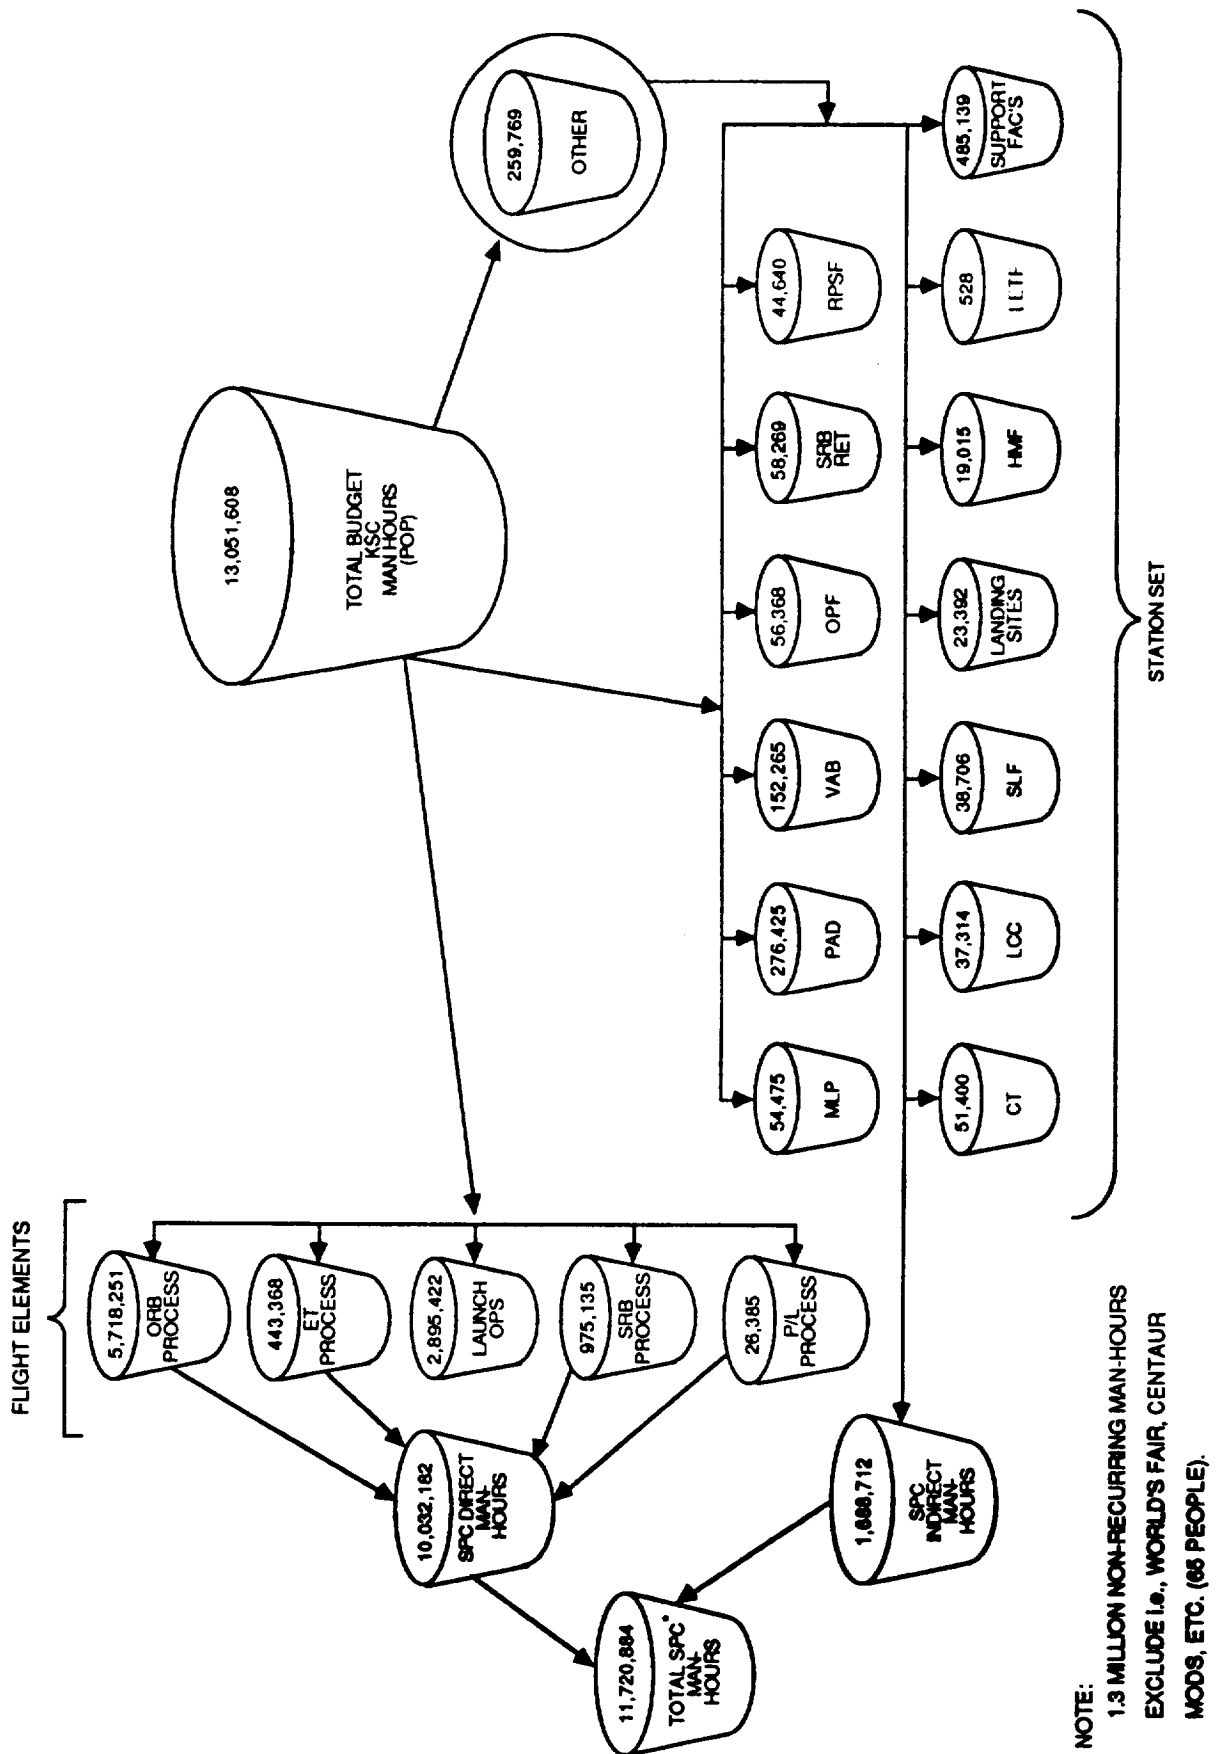 FLIGHT ELEMENTS
5,718,251
ORB
PROCESS
443,368
ET
PROCESS
2,895,422
LAUNCH
OPS
975,135
SRB
PROCESS
26,385
P/L
PROCESS
10,032,182
SPC DIRECT
MAN-
HOURS
11,720,884
TOTAL SPC*
MAN-
HOURS
1,688,712
SPC
INDIRECT
MAN-
HOURS
13,051,608
TOTAL BUDGET
KSC
MAN HOURS
(POP)
259,769
OTHER
54,475
MLP
276,425
PAD
152,265
VAB
56,368
OPF
58,269
SRB
RET
44,640
RPSF
51,400
CT
37,314
LCC
38,706
SLF
23,392
LANDING
SITES
19,015
HMF
528
485,139
SUPPORT
FAC'S
STATION SET
NOTE:
1.3 MILLION NON-RECURRING MAN-HOURS
EXCLUDE i.e., WORLD'S FAIR, CENTAUR
MODS, ETC. (65 PEOPLE).